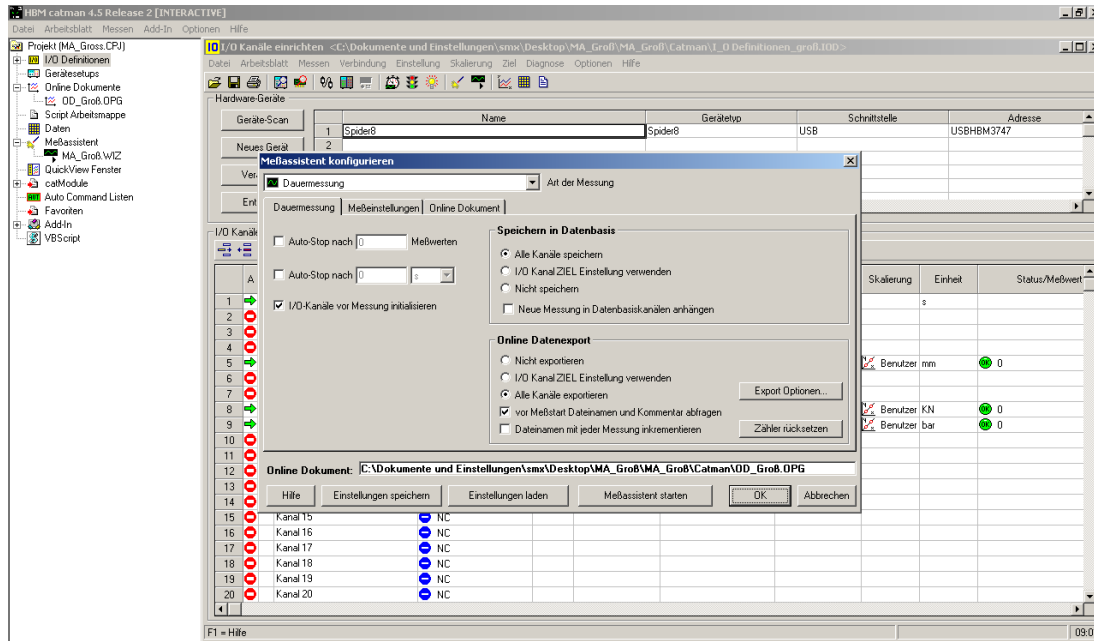 HBM catman 4.5 Release 2 [INTERACTIVE]
Datei Arbeitsblatt Messen Add-In Optionen Hilfe
Projekt (MA_Gross.CPJ)
I/O Definitionen
Gerätesetups
Online Dokumente
OD_Groß.OPG
Script Arbeitsmappe
Daten
Meßassistent
MA_Groß.WIZ
QuickView Fenster
catModule
Auto Command Listen
Favoriten
Add-In
VBScript
I/O Kanäle einrichten <C:\Dokumente und Einstellungen\smx\Desktop\MA_Groß\MA_Groß\Catman\I_O Definitionen_groß.IOD>
Datei Arbeitsblatt Messen Verbindung Einstellung Skalierung Ziel Diagnose Optionen Hilfe
Hardware-Geräte
Geräte-Scan
Neues Gerät
Name Gerätetyp Schnittstelle Adresse
1 Spider8 Spider8 USB USBHBM3747
2
Meßassistent konfigurieren
Dauermessung Art der Messung
Dauermessung Meßeinstellungen Online Dokument
Auto-Stop nach 0 Meßwerten
Auto-Stop nach 0 s
I/O-Kanäle vor Messung initialisieren
Speichern in Datenbasis
Alle Kanäle speichern
I/O Kanal ZIEL Einstellung verwenden
Nicht speichern
Neue Messung in Datenbasiskanälen anhängen
Online Datenexport
Nicht exportieren
I/O Kanal ZIEL Einstellung verwenden
Alle Kanäle exportieren
vor Meßstart Dateinamen und Kommentar abfragen
Dateinamen mit jeder Messung inkrementieren
Export Optionen...
Zähler rücksetzen
Online Dokument: C:\Dokumente und Einstellungen\smx\Desktop\MA_Groß\MA_Groß\Catman\OD_Groß.OPG
Hilfe Einstellungen speichern Einstellungen laden Meßassistent starten OK Abbrechen
I/O Kanäle
A Skalierung Einheit Status/Meßwert
1 s
2
3
4
5 Benutzer mm OK 0
6
7
8 Benutzer KN OK 0
9 Benutzer bar OK 0
10
11
12
13
14
15 Kanal 15 NC
16 Kanal 16 NC
17 Kanal 17 NC
18 Kanal 18 NC
19 Kanal 19 NC
20 Kanal 20 NC
F1 = Hilfe